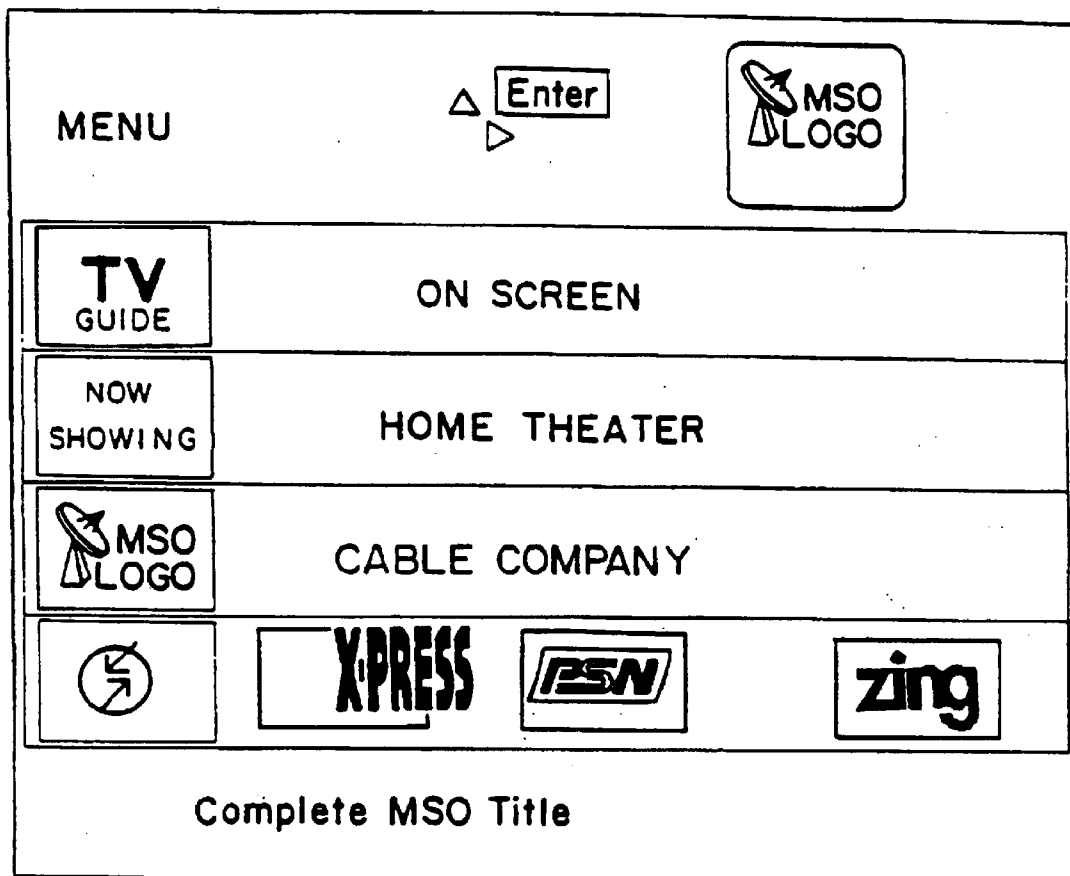 MENU
Enter
MSO
LOGO
TV
GUIDE
ON SCREEN
NOW
SHOWING
HOME THEATER
MSO
LOGO
CABLE COMPANY
X·PRESS
PSN
zing
Complete MSO Title